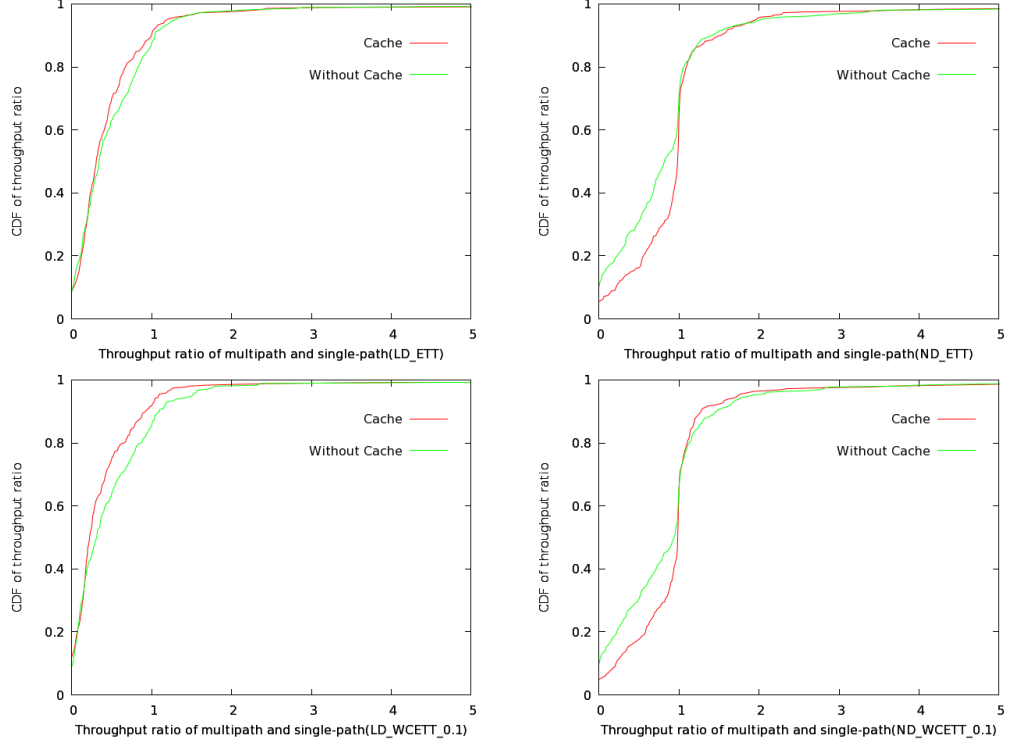 1
0.8
0.6
0.4
0.2
0
CDF of throughput ratio
Cache
Without Cache
0 1 2 3 4 5
Throughput ratio of multipath and single-path(LD_ETT)
1
0.8
0.6
0.4
0.2
0
CDF of throughput ratio
Cache
Without Cache
0 1 2 3 4 5
Throughput ratio of multipath and single-path(ND_ETT)
1
0.8
0.6
0.4
0.2
0
CDF of throughput ratio
Cache
Without Cache
0 1 2 3 4 5
Throughput ratio of multipath and single-path(LD_WCETT_0.1)
1
0.8
0.6
0.4
0.2
0
CDF of throughput ratio
Cache
Without Cache
0 1 2 3 4 5
Throughput ratio of multipath and single-path(ND_WCETT_0.1)